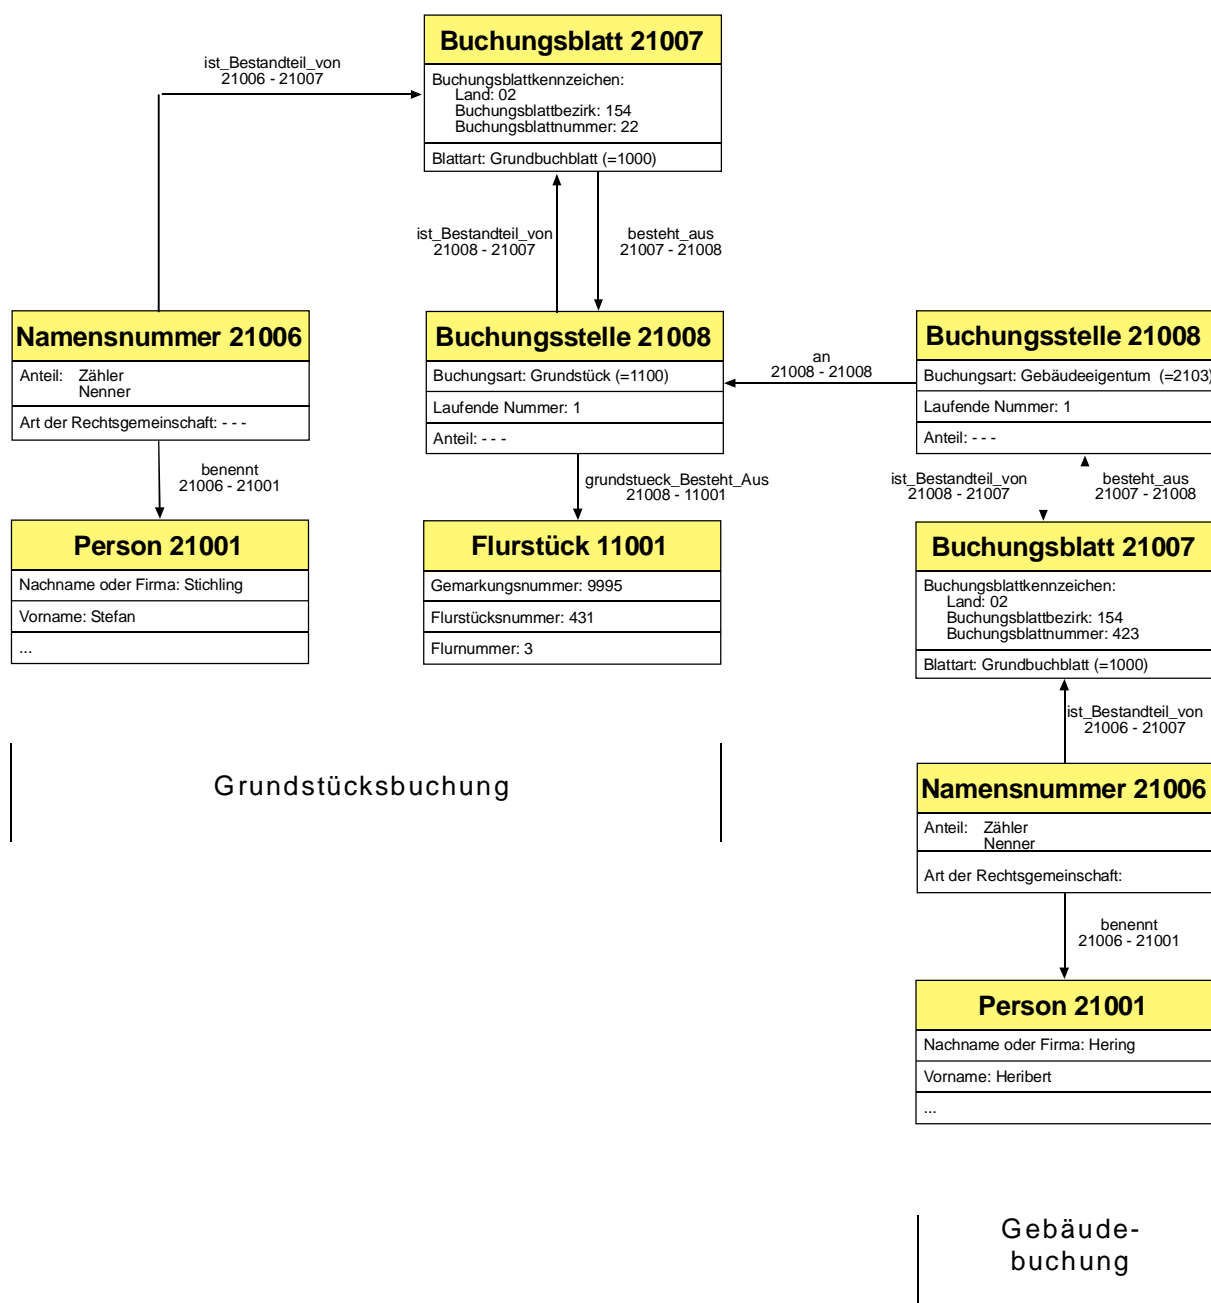 Buchungsblatt 21007
Buchungsblattkennzeichen:
Land: 02
Buchungsblattbezirk: 154
Buchungsblattnummer: 22
Blattart: Grundbuchblatt (=1000)
ist_Bestandteil_von
21006 - 21007
ist_Bestandteil_von
21008 - 21007
besteht_aus
21007 - 21008
Namensnummer 21006
Anteil: Zähler
Nenner
Art der Rechtsgemeinschaft: - - -
Buchungsstelle 21008
Buchungsart: Grundstück (=1100)
Laufende Nummer: 1
Anteil: - - -
an
21008 - 21008
Buchungsstelle 21008
Buchungsart: Gebäudeeigentum (=2103)
Laufende Nummer: 1
Anteil: - - -
benennt
21006 - 21001
grundstueck_Besteht_Aus
21008 - 11001
ist_Bestandteil_von
21008 - 21007
besteht_aus
21007 - 21008
Person 21001
Nachname oder Firma: Stichling
Vorname: Stefan
...
Flurstück 11001
Gemarkungsnummer: 9995
Flurstücksnummer: 431
Flurnummer: 3
Buchungsblatt 21007
Buchungsblattkennzeichen:
Land: 02
Buchungsblattbezirk: 154
Buchungsblattnummer: 423
Blattart: Grundbuchblatt (=1000)
ist_Bestandteil_von
21006 - 21007
Grundstücksbuchung
Namensnummer 21006
Anteil: Zähler
Nenner
Art der Rechtsgemeinschaft:
benennt
21006 - 21001
Person 21001
Nachname oder Firma: Hering
Vorname: Heribert
...
Gebäude-
buchung